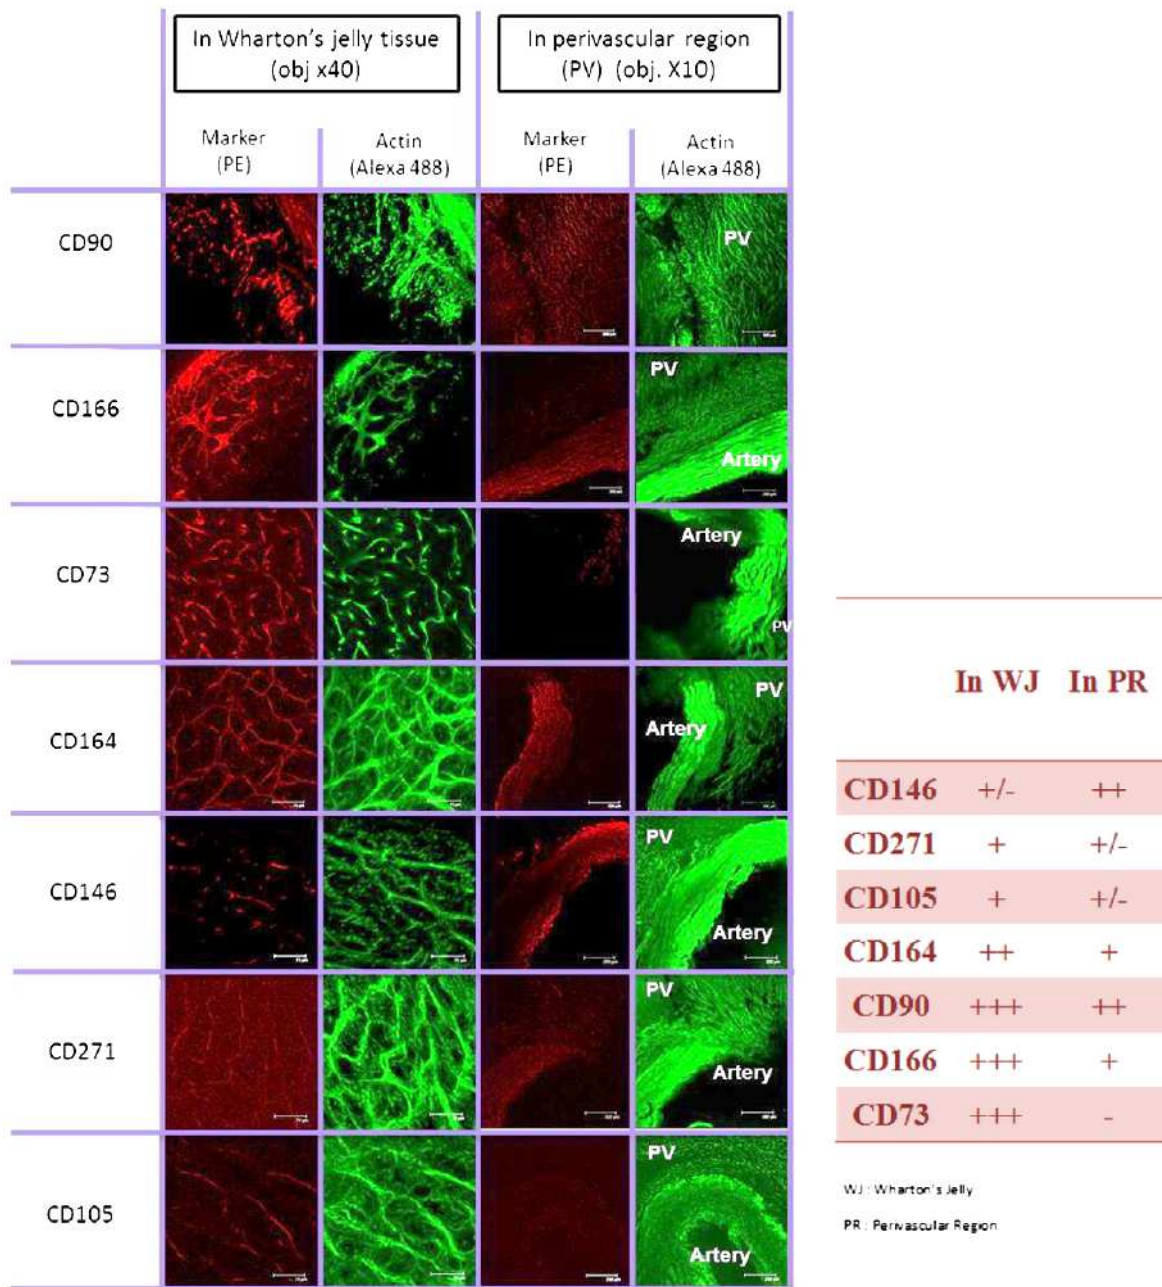 In Wharton's jelly tissue
(obj x40)
In perivascular region
(PV) (obj. X10)
Marker
(PE)
Actin
(Alexa 488)
Marker
(PE)
Actin
(Alexa 488)
CD90
PV
CD166
PV
Artery
CD73
Artery
PV
CD164
PV
Artery
CD146
PV
Artery
CD271
PV
Artery
CD105
PV
Artery
In WJ In PR
CD146 +/- ++
CD271 + +/-
CD105 + +/-
CD164 ++ +
CD90 +++ ++
CD166 +++ +
CD73 +++ -
WJ : Wharton's Jelly
PR : Perivascular Region